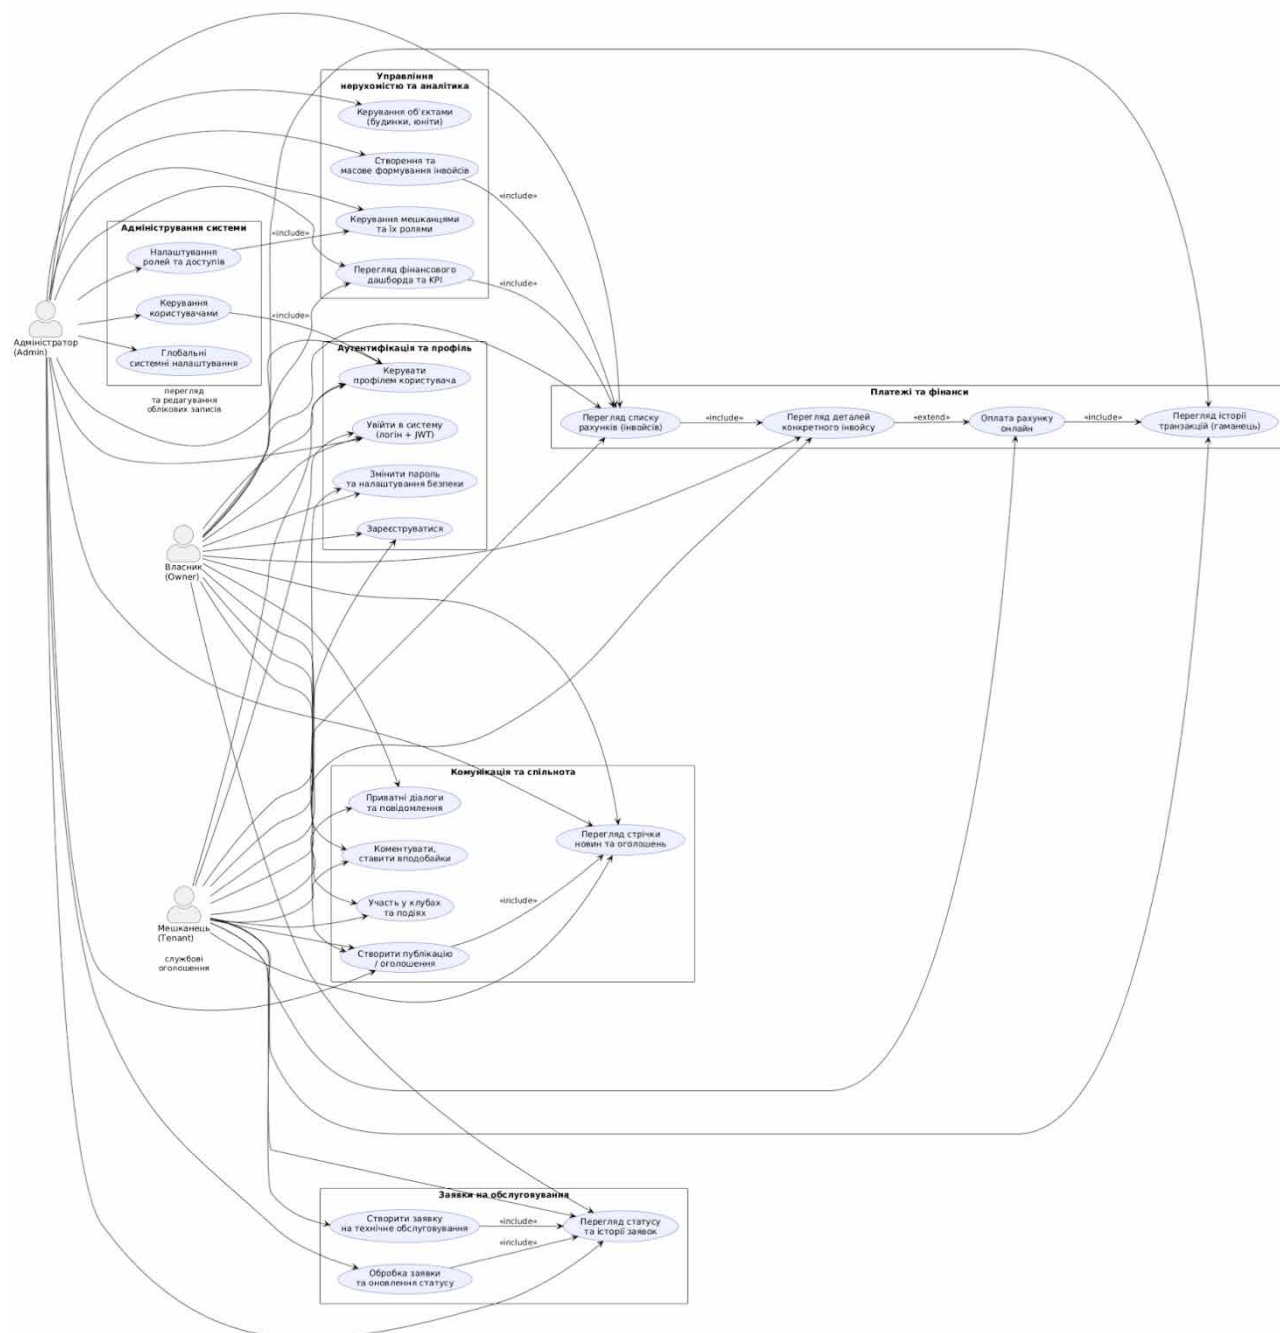 Управління
нерухомістю та аналітика
Керування об'єктами
(будинки, юніти)
Створення та
масове формування інвойсів
«include»
Керування мешканцями
та їх ролями
Перегляд фінансового
дашборда та KPI
«include»
Адміністрування системи
Налаштування
ролей та доступів
«include»
Керування
користувачами
«include»
Глобальні
системні налаштування
Адміністратор
(Admin)
перегляд
та редагування
облікових записів
Аутентифікація та профіль
Керувати
профілем користувача
Увійти в систему
(логін + JWT)
Змінити пароль
та налаштування безпеки
Зареєструватися
Платежі та фінанси
Перегляд списку
рахунків (інвойсів)
«include»
Перегляд деталей
конкретного інвойсу
«extend»
Оплата рахунку
онлайн
«include»
Перегляд історії
транзакцій (гаманець)
Власник
(Owner)
Комунікація та спільнота
Приватні діалоги
та повідомлення
Коментувати,
ставити вподобайки
Участь у клубах
та подіях
Створити публікацію
/ оголошення
«include»
Перегляд стрічки
новин та оголошень
Мешканець
(Tenant)
службові
оголошення
Заявки на обслуговування
Створити заявку
на технічне обслуговування
«include»
Перегляд статусу
та історії заявок
«include»
Обробка заявки
та оновлення статусу